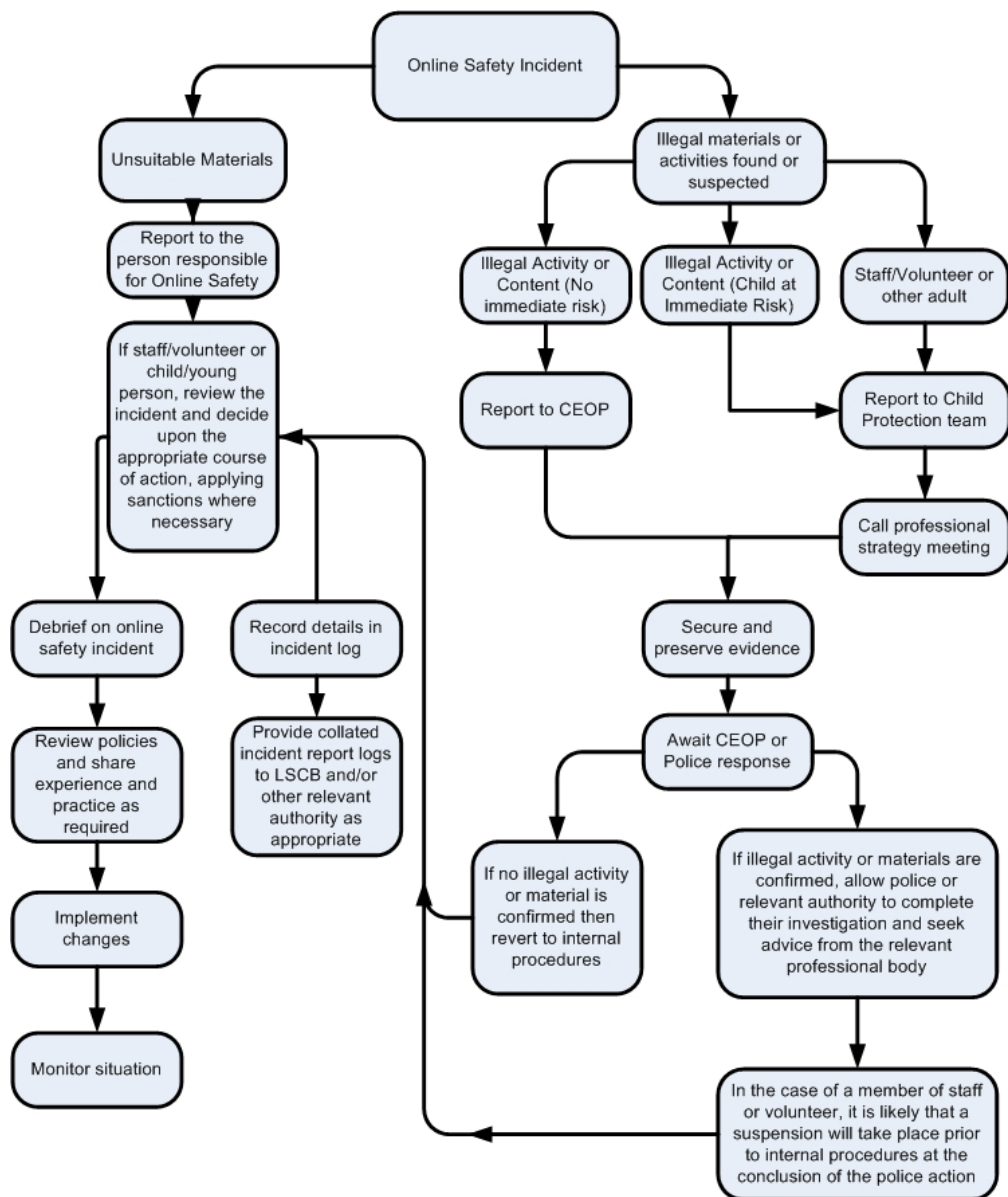 Online Safety Incident
Unsuitable Materials
Report to the
person responsible
for Online Safety
If staff/volunteer or
child/young
person, review the
incident and decide
upon the
appropriate course
of action, applying
sanctions where
necessary
Debrief on online
safety incident
Review policies
and share
experience and
practice as
required
Implement
changes
Monitor situation
Record details in
incident log
Provide collated
incident report logs
to LSCB and/or
other relevant
authority as
appropriate
Illegal materials or
activities found or
suspected
Illegal Activity or
Content (No
immediate risk)
Illegal Activity or
Content (Child at
Immediate Risk)
Staff/Volunteer or
other adult
Report to CEOP
Report to Child
Protection team
Call professional
strategy meeting
Secure and
preserve evidence
Await CEOP or
Police response
If no illegal activity
or material is
confirmed then
revert to internal
procedures
If illegal activity or materials are
confirmed, allow police or
relevant authority to complete
their investigation and seek
advice from the relevant
professional body
In the case of a member of staff
or volunteer, it is likely that a
suspension will take place prior
to internal procedures at the
conclusion of the police action